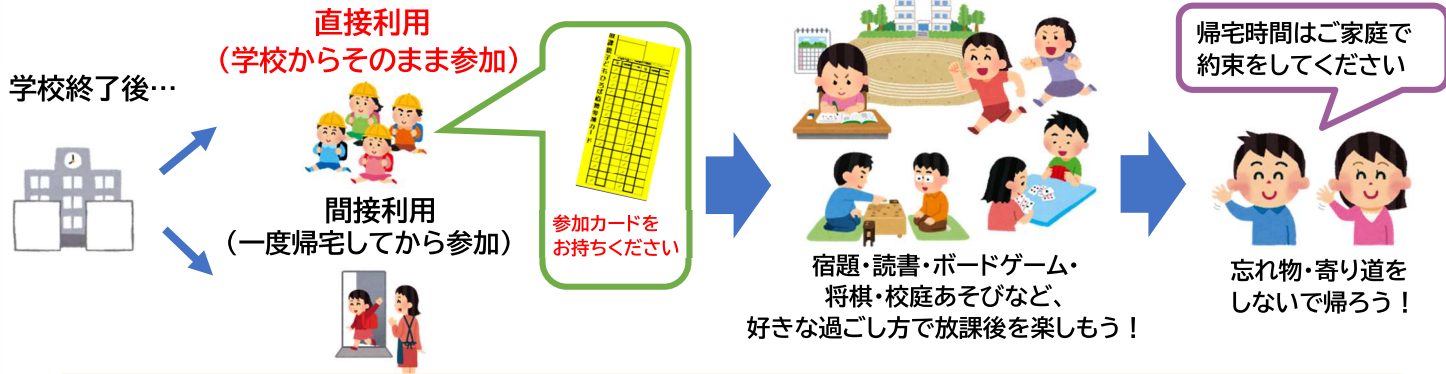 学校終了後…
直接利用
（学校からそのまま参加）
間接利用
（一度帰宅してから参加）
参加カードを
お持ちください
宿題・読書・ボードゲーム・
将棋・校庭あそびなど、
好きな過ごし方で放課後を楽しもう！
帰宅時間はご家庭で
約束をしてください
忘れ物・寄り道を
しないで帰ろう！